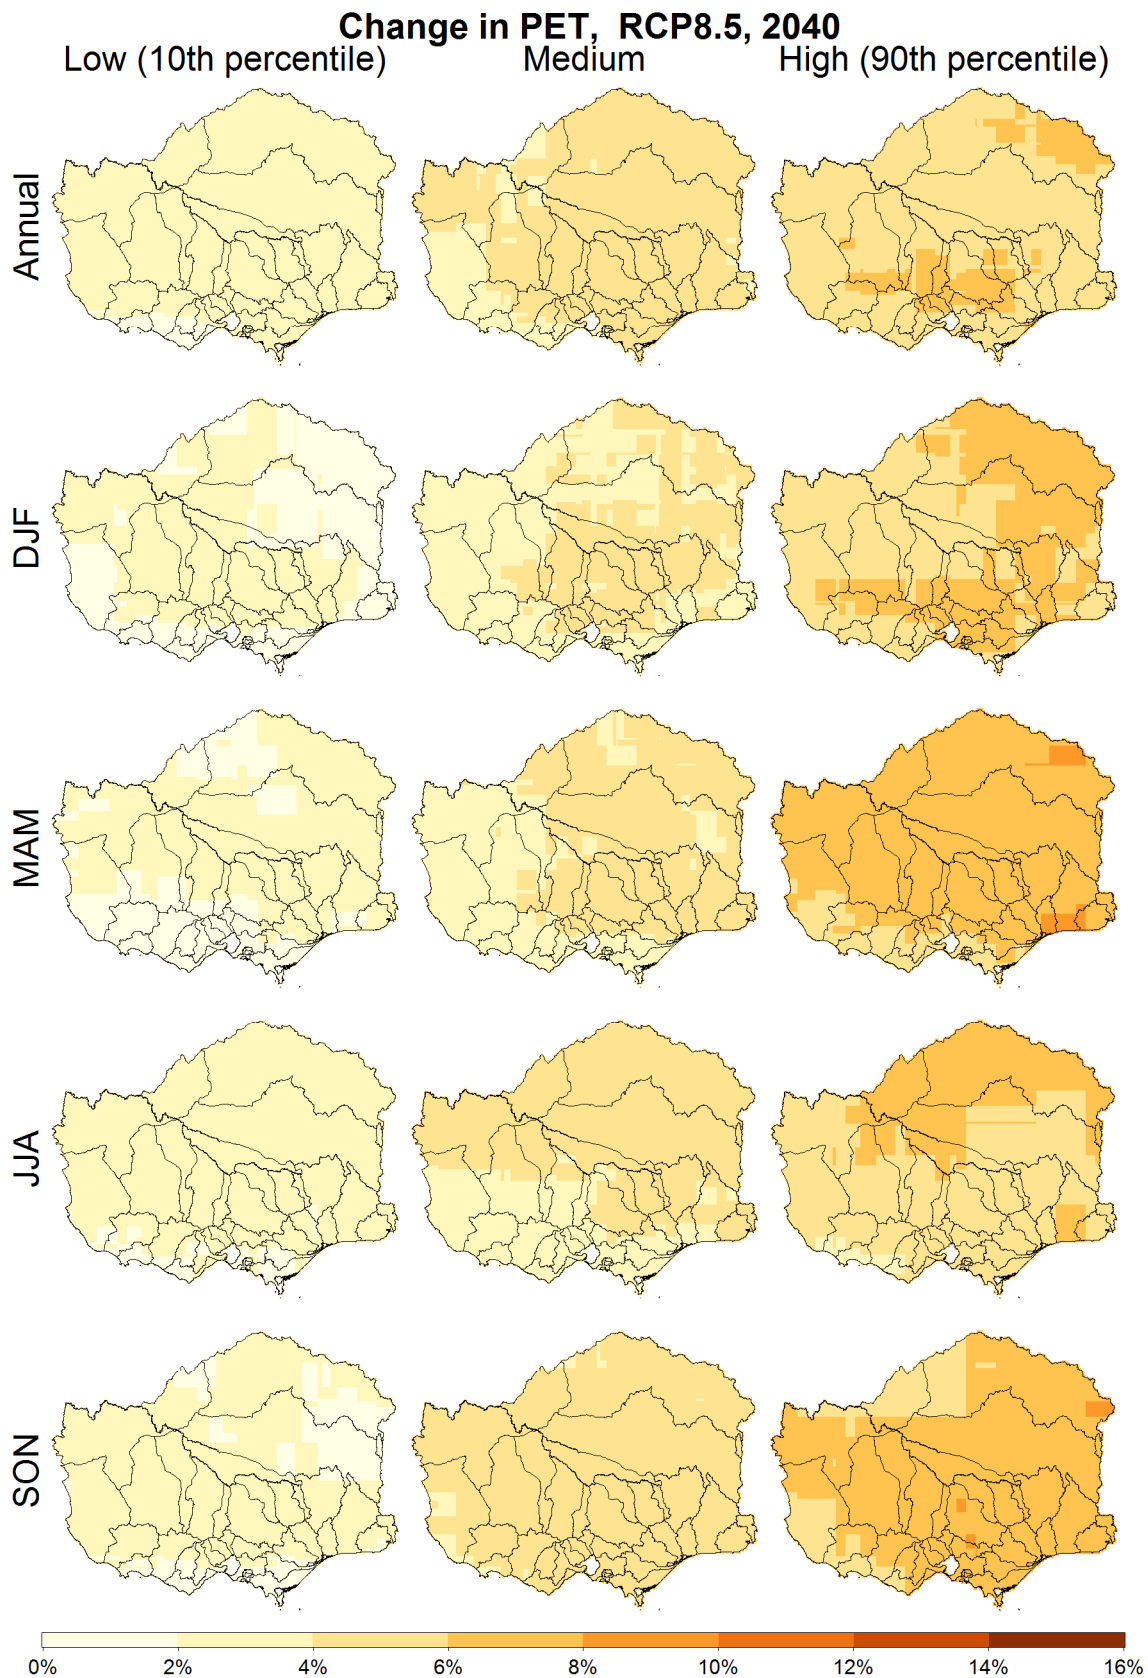 Change in PET, RCP8.5, 2040
Low (10th percentile) Medium High (90th percentile)
Annual
DJF
MAM
JJA
SON
0% 2% 4% 6% 8% 10% 12% 14% 16%